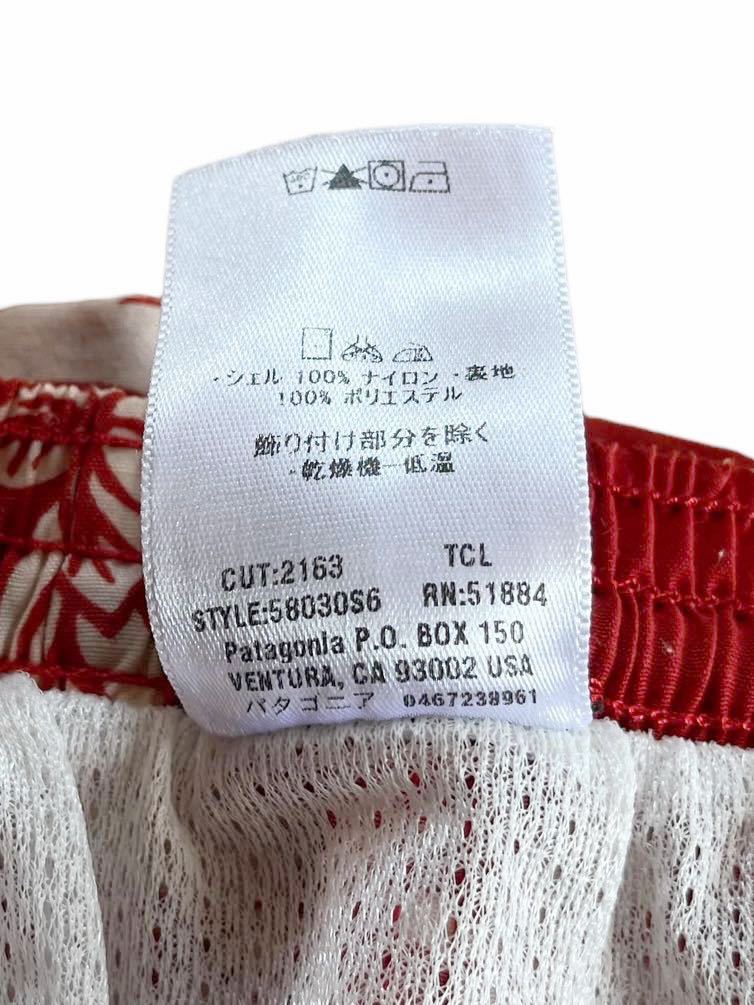 ・シェル 100% ナイロン ・裏地
100% ポリエステル
飾り付け部分を除く
・乾燥機ー低温
CUT:2163 TCL
STYLE:58030S6 RN:51884
Patagonia P.O. BOX 150
VENTURA, CA 93002 USA
パタゴニア 0467238961